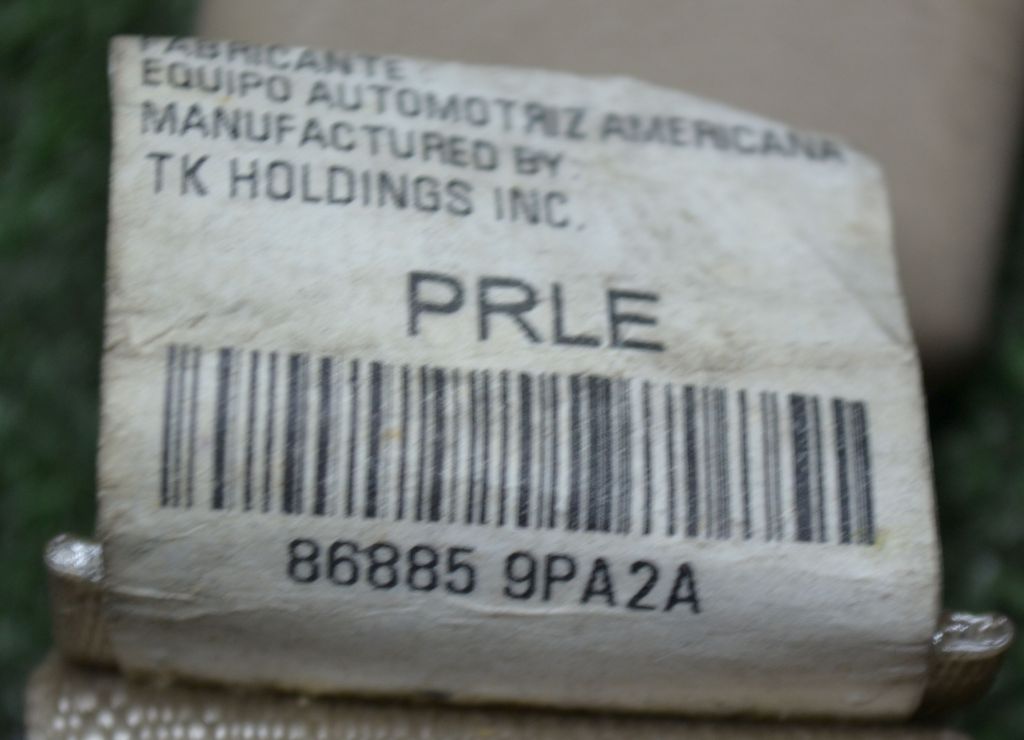 FABRICANTE
EQUIPO AUTOMOTRIZ AMERICANA
MANUFACTURED BY:
TK HOLDINGS INC.
PRLE
86885 9PA2A